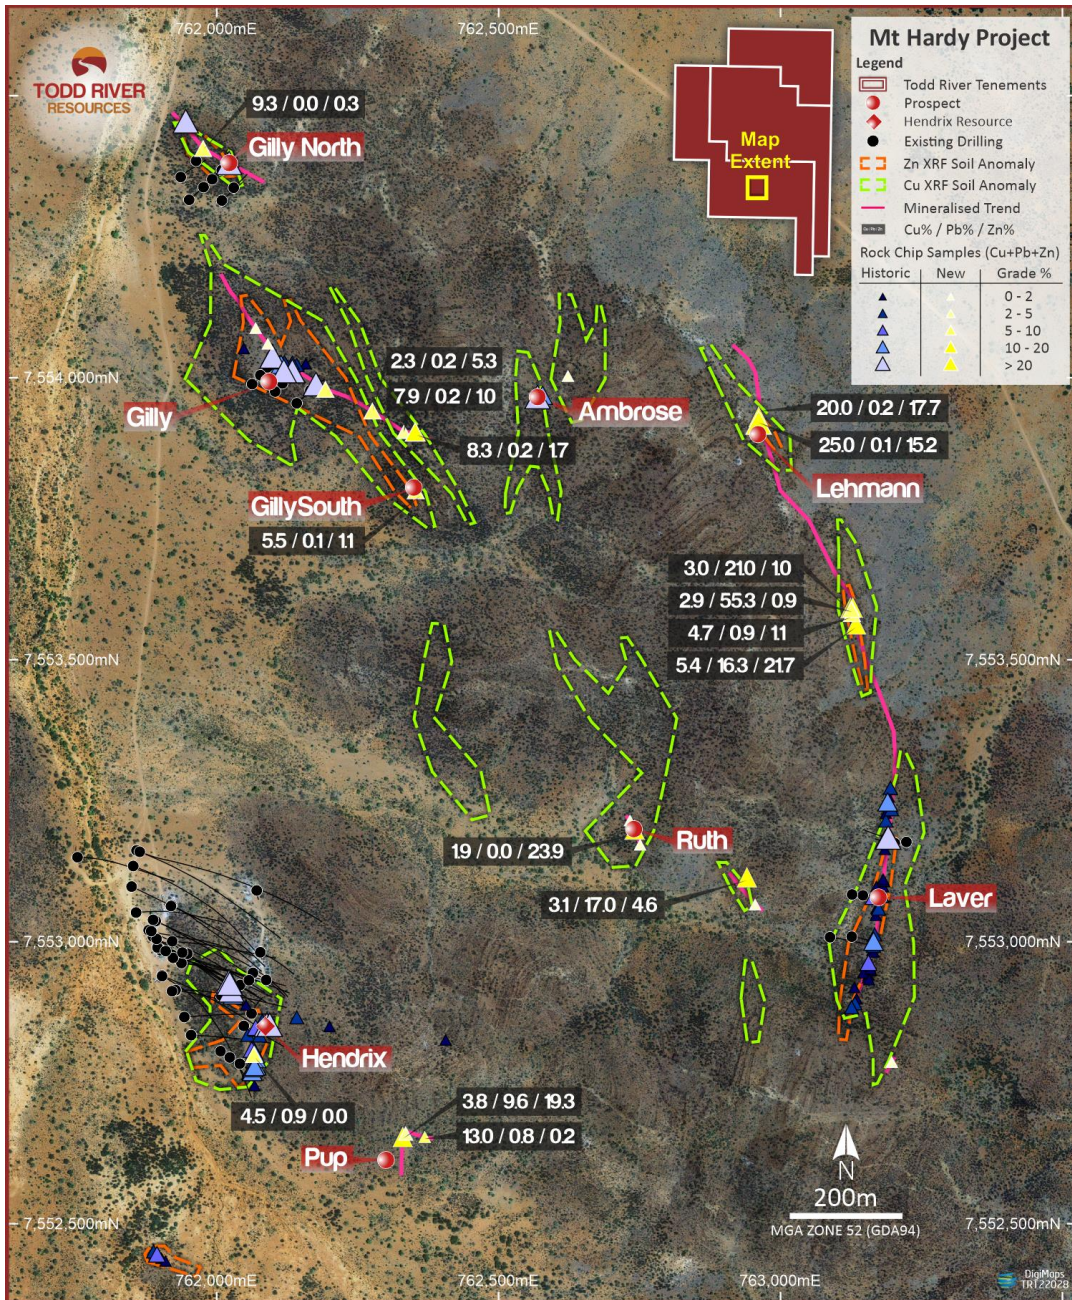 762,000mE
762,500mE
TODD RIVER
RESOURCES
Mt Hardy Project
Legend
Todd River Tenements
Prospect
Hendrix Resource
Existing Drilling
Zn XRF Soil Anomaly
Cu XRF Soil Anomaly
Mineralised Trend
Cu% / Pb% / Zn%
Rock Chip Samples (Cu+Pb+Zn)
Historic New Grade %
0 - 2
2 - 5
5 - 10
10 - 20
> 20
Map
Extent
9.3 / 0.0 / 0.3
Gilly North
2.3 / 0.2 / 5.3
7,554,000mN
7,554,000mN
7.9 / 0.2 / 1.0
Gilly
Ambrose
20.0 / 0.2 / 17.7
8.3 / 0.2 / 1.7
25.0 / 0.1 / 15.2
Lehmann
GillySouth
5.5 / 0.1 / 1.1
3.0 / 21.0 / 1.0
2.9 / 55.3 / 0.9
4.7 / 0.9 / 1.1
7,553,500mN
7,553,500mN
5.4 / 16.3 / 21.7
Ruth
1.9 / 0.0 / 23.9
3.1 / 17.0 / 4.6
Laver
7,553,000mN
7,553,000mN
Hendrix
4.5 / 0.9 / 0.0
3.8 / 9.6 / 19.3
13.0 / 0.8 / 0.2
Pup
N
200m
MGA ZONE 52 (GDA94)
7,552,500mN
7,552,500mN
762,000mE
762,500mE
763,000mE
DigiMaps
TRT22028